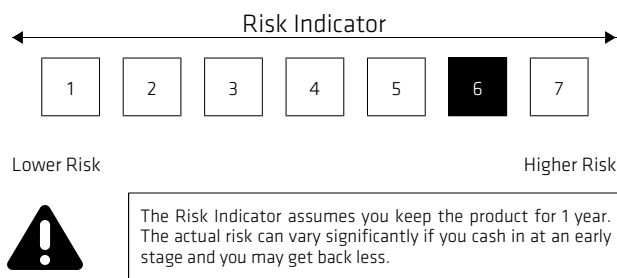 Risk Indicator
1 2 3 4 5 6 7
Lower Risk Higher Risk
The Risk Indicator assumes you keep the product for 1 year.
The actual risk can vary significantly if you cash in at an early
stage and you may get back less.